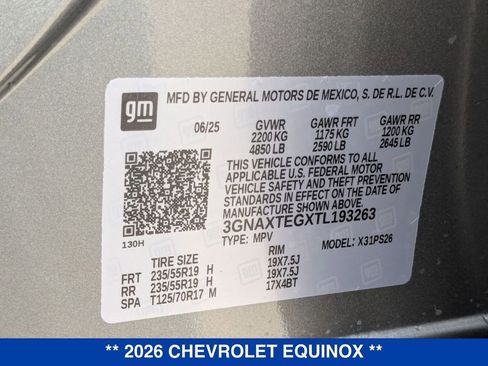 gm
MFD BY GENERAL MOTORS DE MEXICO, S. DE R.L. DE C.V.
06/25 GVWR GAWR FRT GAWR RR
2200 KG 1175 KG 1200 KG
4850 LB 2590 LB 2645 LB
THIS VEHICLE CONFORMS TO ALL
APPLICABLE U.S. FEDERAL MOTOR
VEHICLE SAFETY AND THEFT PREVENTION
STANDARDS IN EFFECT ON THE DATE OF
MANUFACTURE SHOWN ABOVE.
3GNAXTEGXTL193263
130H TYPE: MPV MODEL: X31PS26
TIRE SIZE RIM
FRT 235/55R19 H 19X7.5J
RR 235/55R19 H 19X7.5J
SPA T125/70R17 M 17X4BT
** 2026 CHEVROLET EQUINOX **